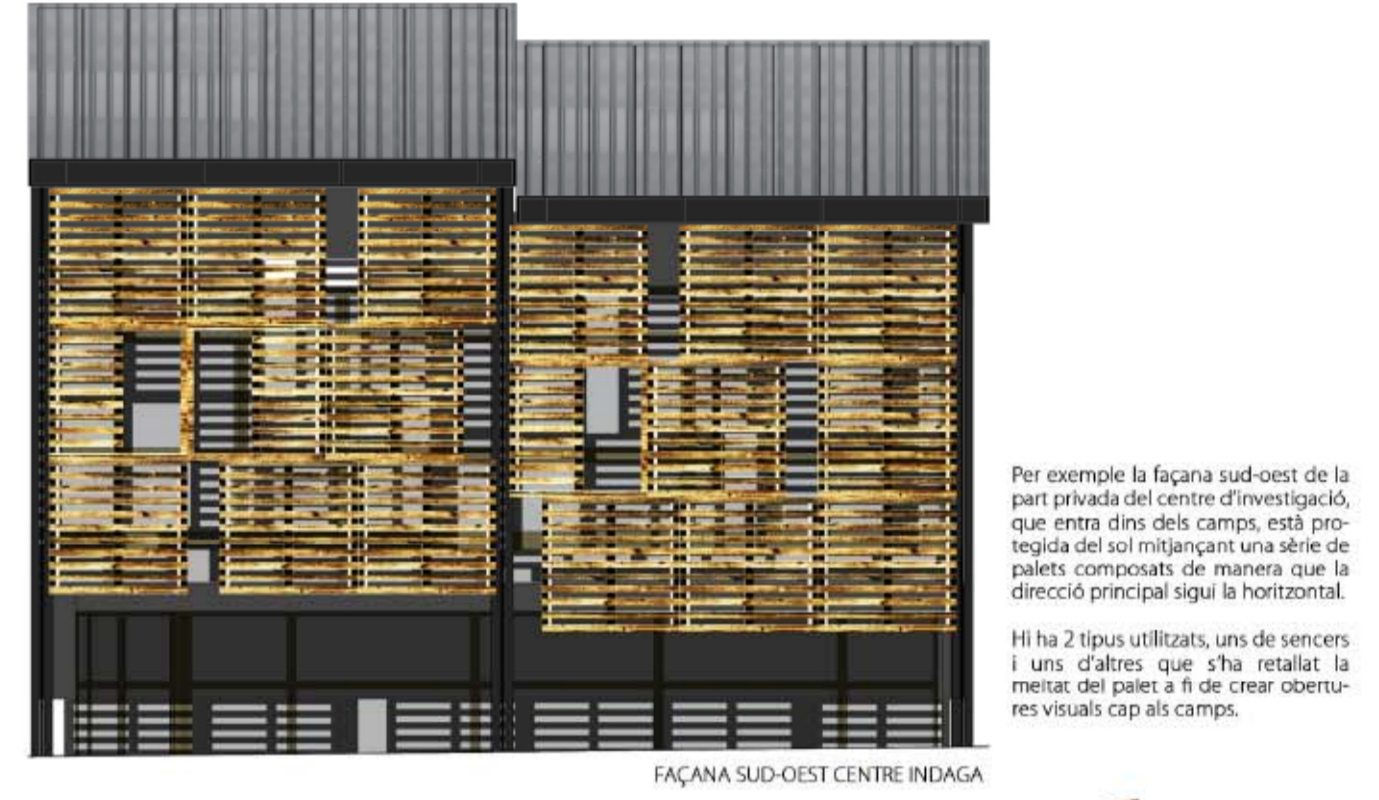 Per exemple la façana sud-oest de la
part privada del centre d'investigació,
que entra dins dels camps, està pro-
tegida del sol mitjançant una sèrie de
palets composats de manera que la
direcció principal sigui la horitzontal.
Hi ha 2 tipus utilitzats, uns de sencers
i uns d'altres que s'ha retallat la
meitat del palet a fi de crear obertu-
res visuals cap als camps.
FAÇANA SUD-OEST CENTRE INDAGA